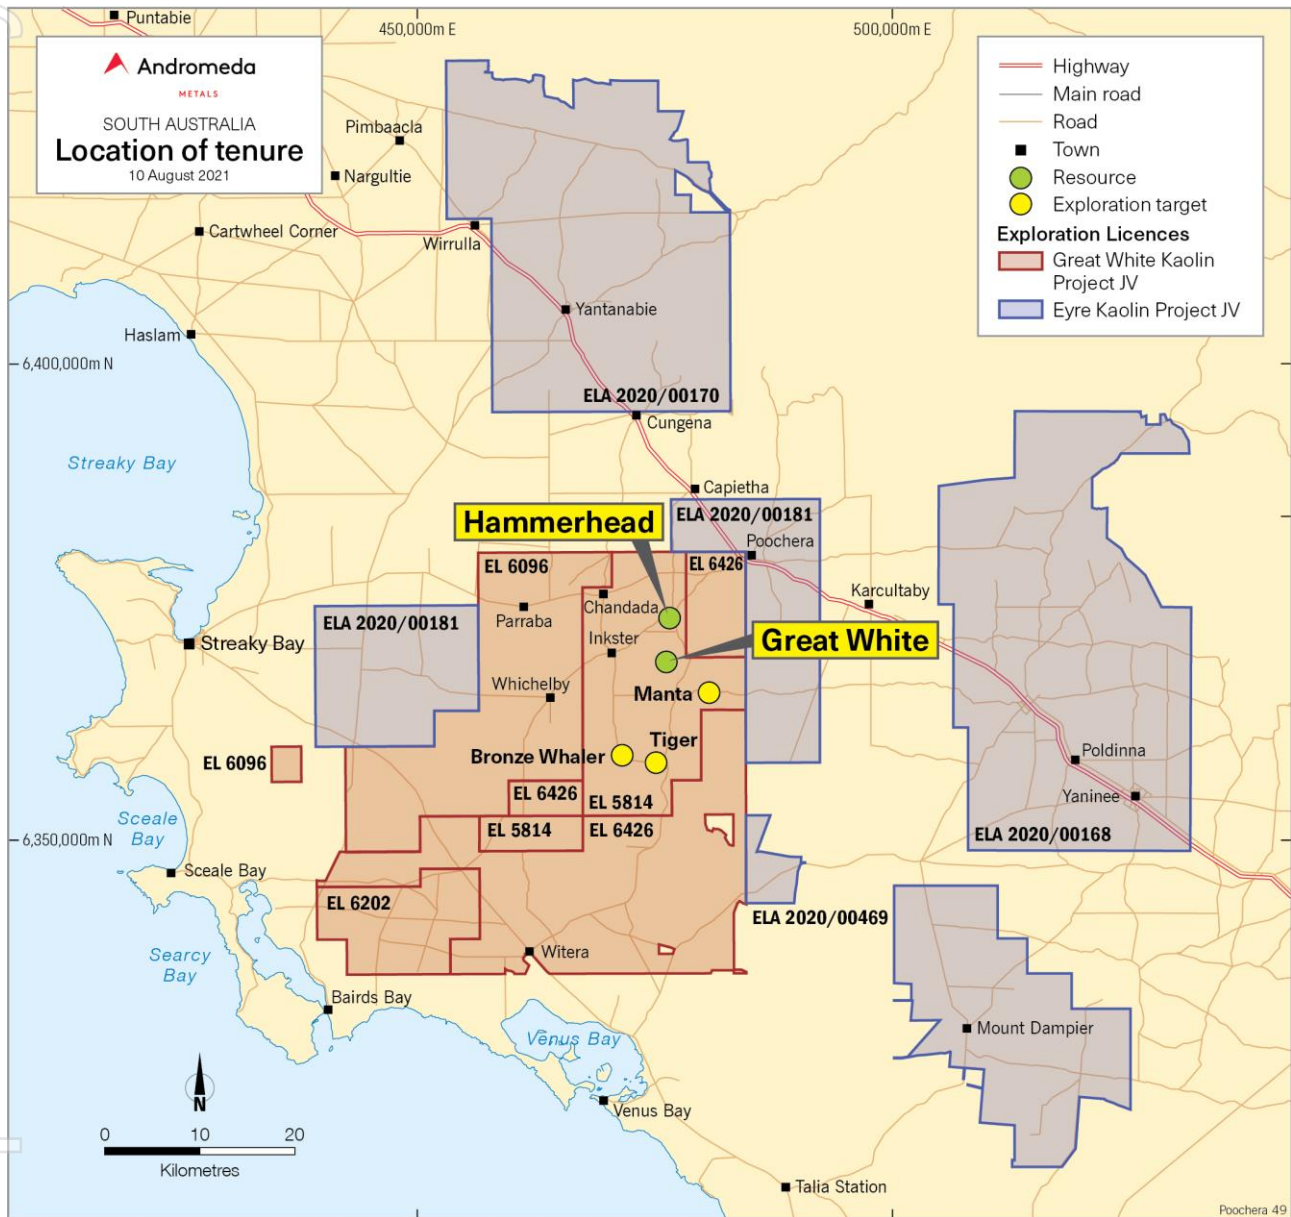 Puntabie
450,000m E
500,000m E
Andromeda
METALS
SOUTH AUSTRALIA
Location of tenure
10 August 2021
Highway
Main road
Road
Town
Resource
Exploration target
Exploration Licences
Great White Kaolin
Project JV
Eyre Kaolin Project JV
Pimbaacla
Nargultie
Cartwheel Corner
Wirrulla
Yantanabie
Haslam
6,400,000m N
ELA 2020/00170
Cungena
Streaky Bay
Capietha
Hammerhead
ELA 2020/00181
Poochera
EL 6096
EL 6426
Karcultaby
Chandada
Parraba
ELA 2020/00181
Streaky Bay
Inkster
Great White
Whichelby
Manta
Tiger
Bronze Whaler
Poldinna
EL 6096
EL 6426
EL 5814
Yaninee
Sceale
Bay
EL 5814
EL 6426
6,350,000m N
ELA 2020/00168
Sceale Bay
EL 6202
ELA 2020/00469
Searcy
Bay
Witera
Bairds Bay
Mount Dampier
Venus Bay
N
Venus Bay
0 10 20
Kilometres
Talia Station
Poochera 49